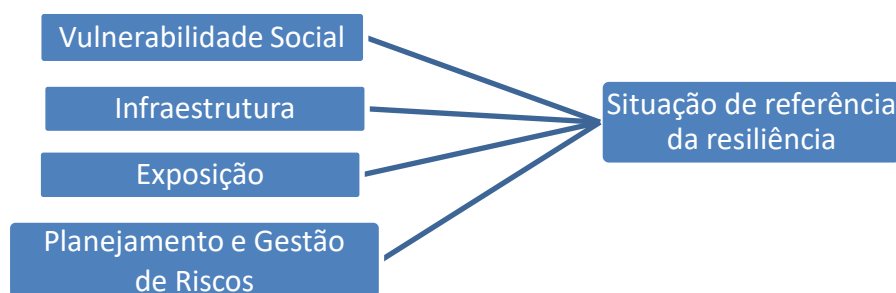 Vulnerabilidade Social
Infraestrutura
Exposição
Planejamento e Gestão
de Riscos
Situação de referência
da resiliência